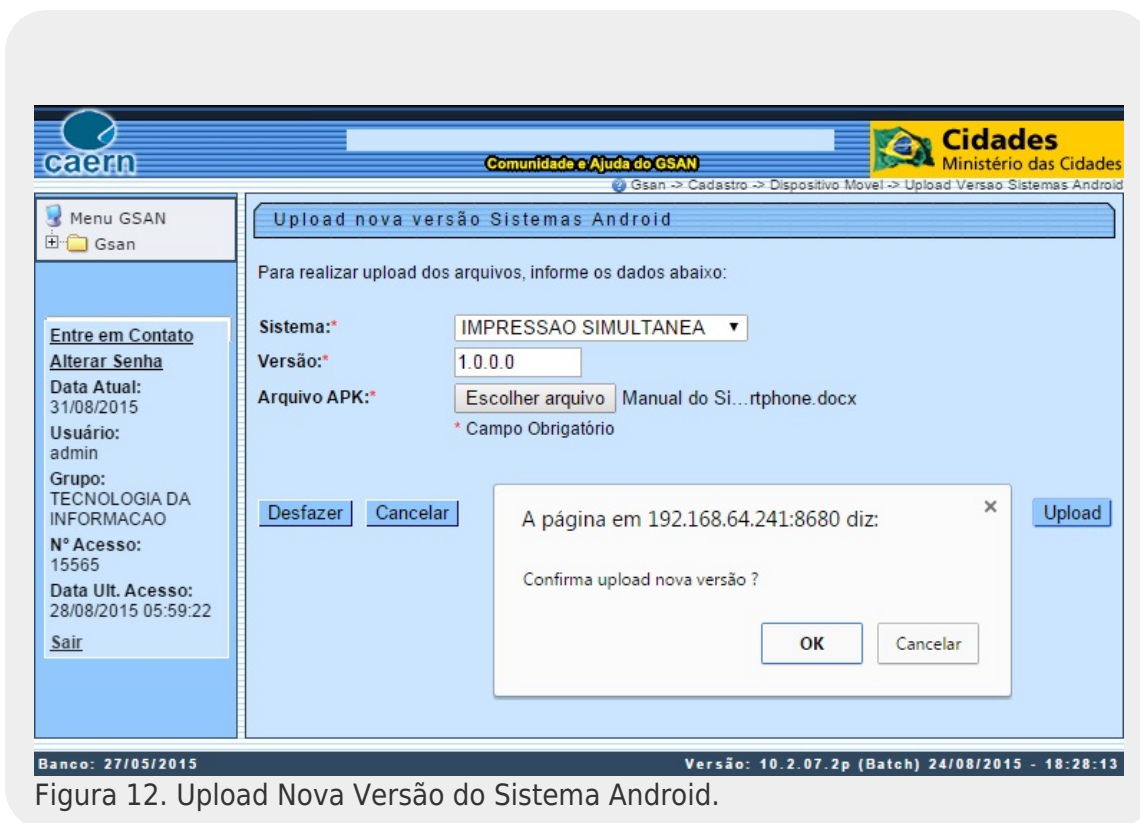 caern
Comunidade e Ajuda do GSAN
Cidades
Ministério das Cidades
Gsan -> Cadastro -> Dispositivo Movel -> Upload Versao Sistemas Android
Menu GSAN
Gsan
Entre em Contato
Alterar Senha
Data Atual:
31/08/2015
Usuário:
admin
Grupo:
TECNOLOGIA DA
INFORMACAO
Nº Acesso:
15565
Data Ult. Acesso:
28/08/2015 05:59:22
Sair
Upload nova versão Sistemas Android
Para realizar upload dos arquivos, informe os dados abaixo:
Sistema:* IMPRESSAO SIMULTANEA
Versão:* 1.0.0.0
Arquivo APK:* Escolher arquivo Manual do Si...rtphone.docx
* Campo Obrigatório
Desfazer Cancelar Upload
A página em 192.168.64.241:8680 diz: ×
Confirma upload nova versão ?
OK Cancelar
Banco: 27/05/2015 Versão: 10.2.07.2p (Batch) 24/08/2015 - 18:28:13
Figura 12. Upload Nova Versão do Sistema Android.